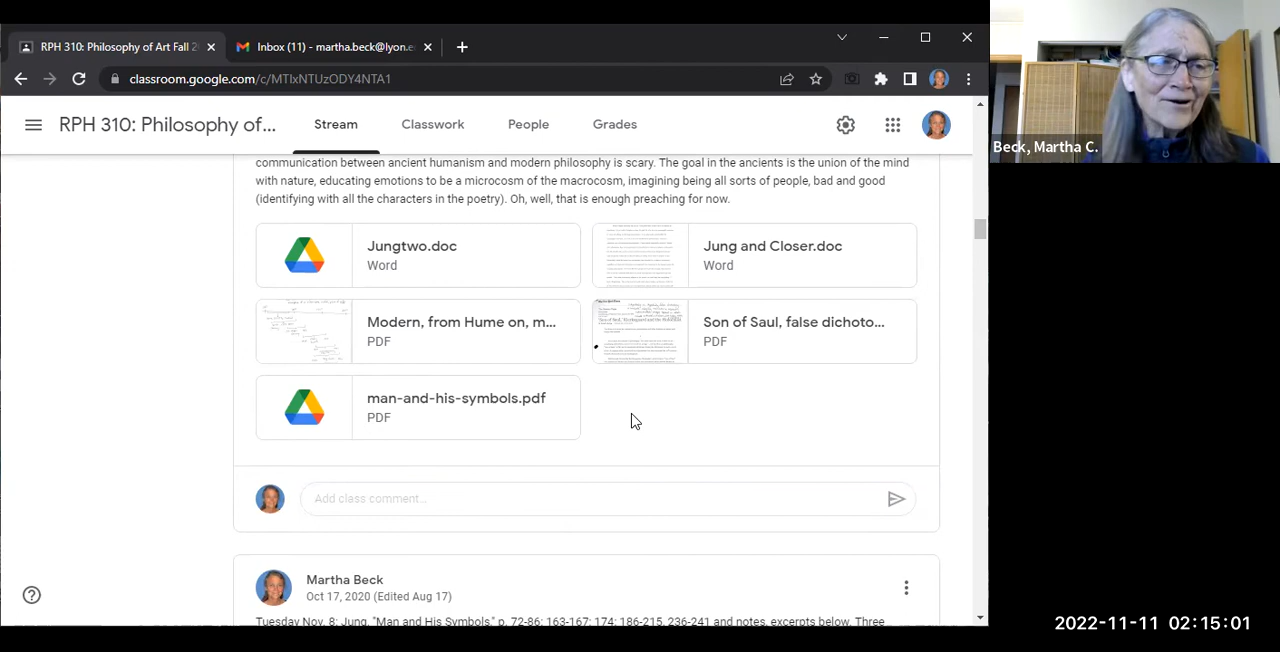 RPH 310: Philosophy of Art Fall 2
Inbox (11) - martha.beck@lyon.e
classroom.google.com/c/MTIxNTUzODY4NTA1
RPH 310: Philosophy of...
Stream
Classwork
People
Grades
Beck, Martha C.
communication between ancient humanism and modern philosophy is scary. The goal in the ancients is the union of the mind
with nature, educating emotions to be a microcosm of the macrocosm, imagining being all sorts of people, bad and good
(identifying with all the characters in the poetry). Oh, well, that is enough preaching for now.
Jungtwo.doc
Word
Jung and Closer.doc
Word
Modern, from Hume on, m...
PDF
Son of Saul, false dichoto...
PDF
man-and-his-symbols.pdf
PDF
Add class comment...
Martha Beck
Oct 17, 2020 (Edited Aug 17)
Tuesday Nov. 8: Jung, "Man and His Symbols," p. 72-86; 163-167; 174; 186-215, 236-241 and notes, excerpts below. Three
2022-11-11 02:15:01